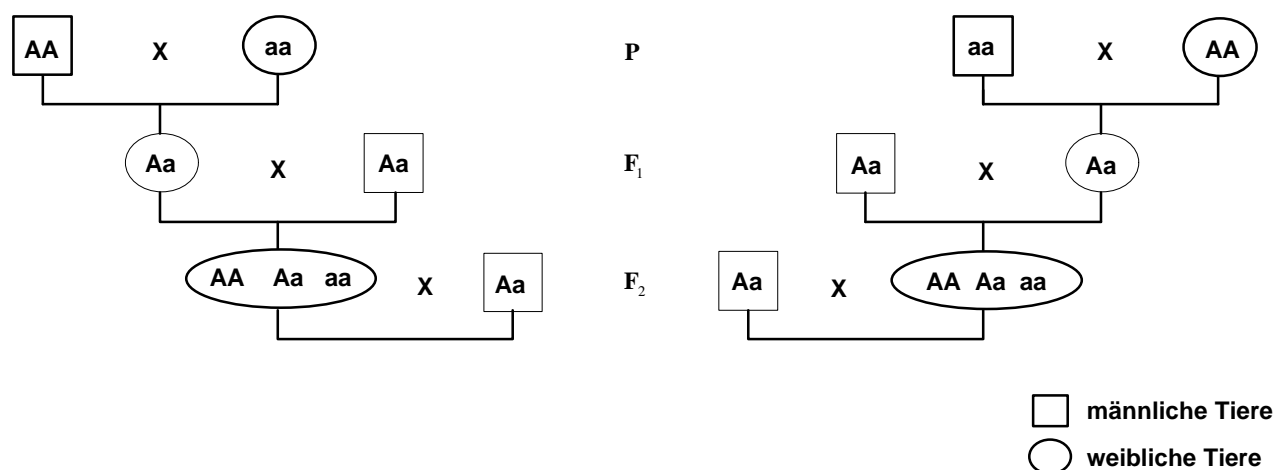 AA X aa P aa X AA
Aa X Aa F₁ Aa X Aa
AA Aa aa X Aa F₂ Aa X AA Aa aa
männliche Tiere
weibliche Tiere